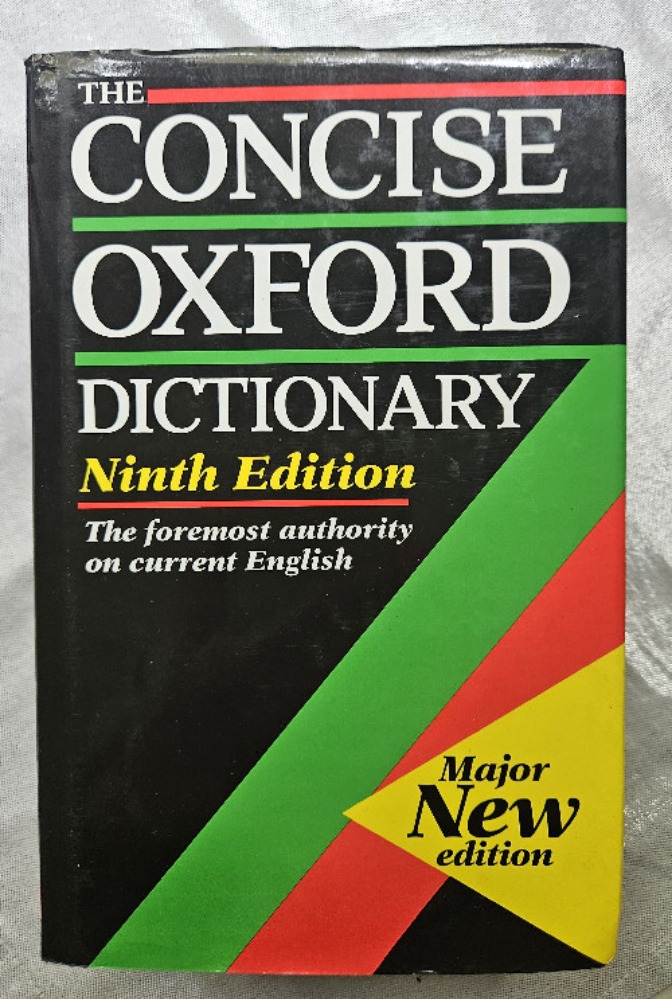 THE
CONCISE
OXFORD
DICTIONARY
Ninth Edition
The foremost authority
on current English
Major
New
edition